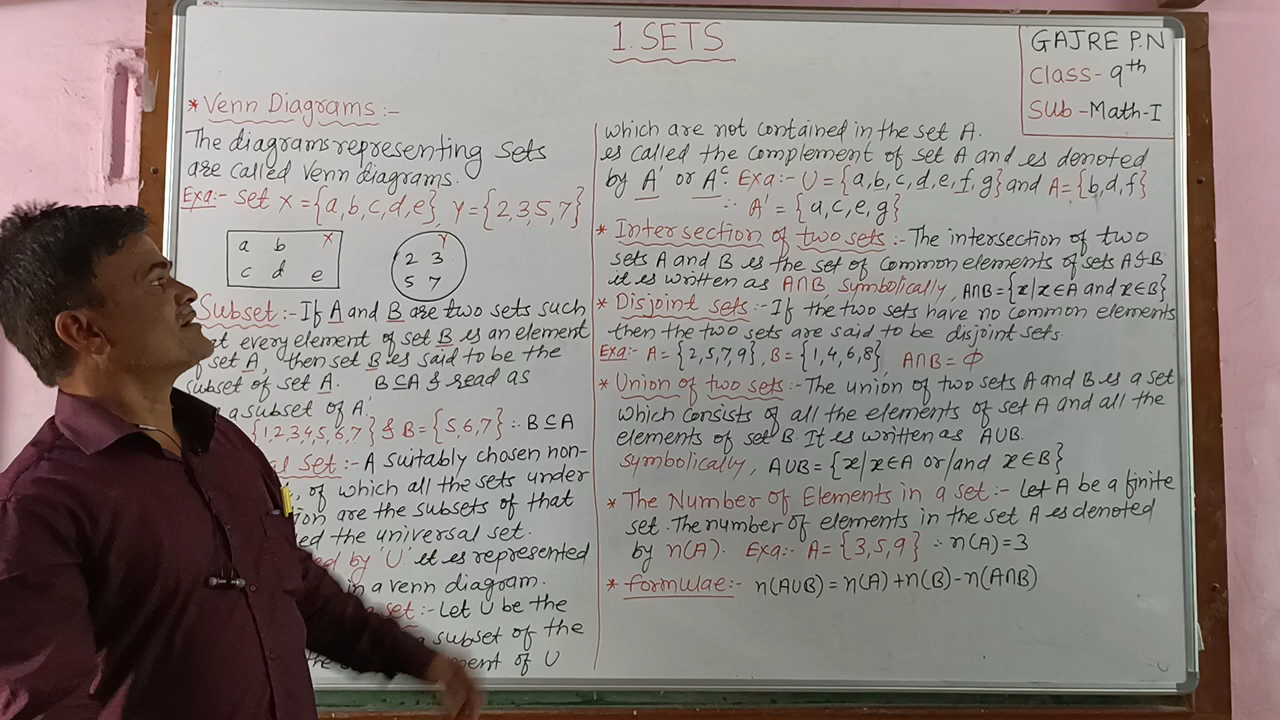 1. SETS
GAJRE P.N
Class- 9th
Sub - Math-I
* Venn Diagrams :-
The diagrams representing sets
are called Venn diagrams.
Exa:- Set X = {a,b,c,d,e}, Y = {2,3,5,7}
a b X
c d e
Y
2 3
5 7
Subset :- If A and B are two sets such
every element of set B is an element
set A, then set B is said to be the
subset of set A. B⊆A & read as
a subset of A.
{1,2,3,4,5,6,7} & B = {5,6,7} ∴ B⊆A
set :- A suitably chosen non-
of which all the sets under
are the subsets of that
the universal set.
by 'U' it is represented
in a venn diagram.
set :- Let U be the
a subset of the
of U
which are not contained in the set A.
is called the complement of set A and is denoted
by A' or Aᶜ. Exa:- U = {a,b,c,d,e,f,g} and A = {b,d,f}
∴ A' = {a,c,e,g}
* Intersection of two sets :- The intersection of two
sets A and B is the set of common elements of sets A & B
it is written as A∩B, Symbolically, A∩B = {x|x∈A and x∈B}
* Disjoint sets :- If the two sets have no common elements
then the two sets are said to be disjoint sets.
Exa:- A = {2,5,7,9}, B = {1,4,6,8}, A∩B = Φ
* Union of two sets :- The union of two sets A and B is a set
which consists of all the elements of set A and all the
elements of set B. It is written as A∪B.
Symbolically, A∪B = {x|x∈A or/and x∈B}
* The Number of Elements in a set :- Let A be a finite
set. The number of elements in the set A is denoted
by n(A). Exa:- A = {3,5,9} ∴ n(A) = 3
* formulae :- n(A∪B) = n(A) + n(B) - n(A∩B)